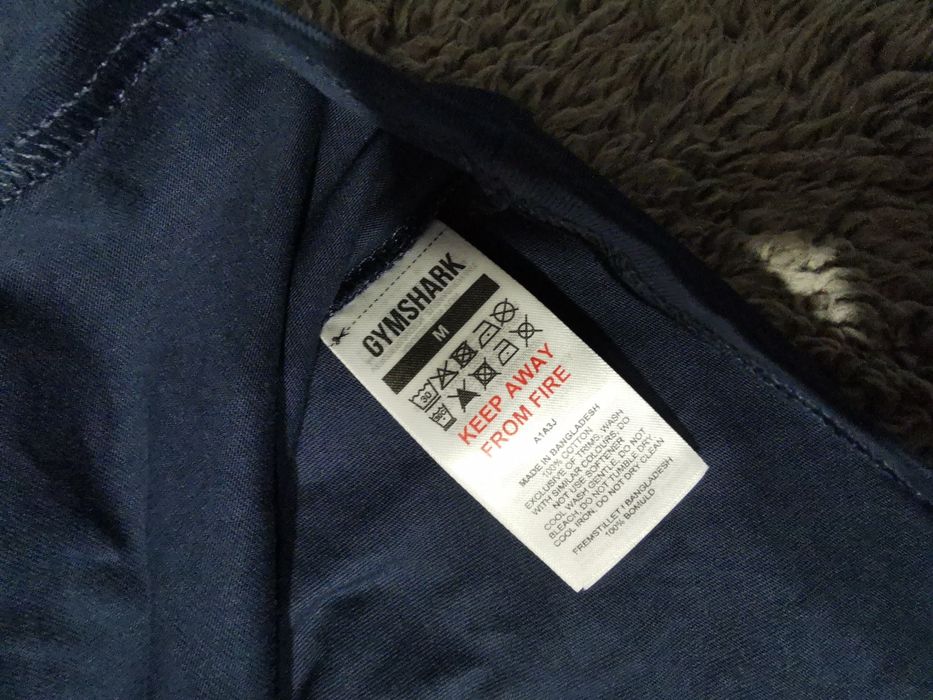 GYMSHARK
M
30
30
KEEP AWAY
FROM FIRE
A1A3J
MADE IN BANGLADESH
100% COTTON
EXCLUSIVE OF TRIMS, WASH
WITH SIMILAR COLOURS, DO
NOT USE SOFTENER
COOL WASH GENTLE, DO NOT
BLEACH, DO NOT TUMBLE DRY
COOL IRON, DO NOT DRY CLEAN
FREMSTILLET I BANGLADESH
100% BOMULD